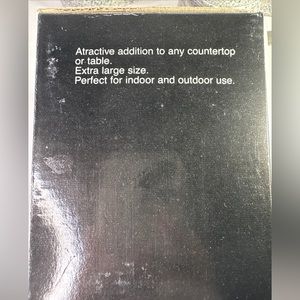 Atractive addition to any countertop
or table.
Extra large size.
Perfect for indoor and outdoor use.